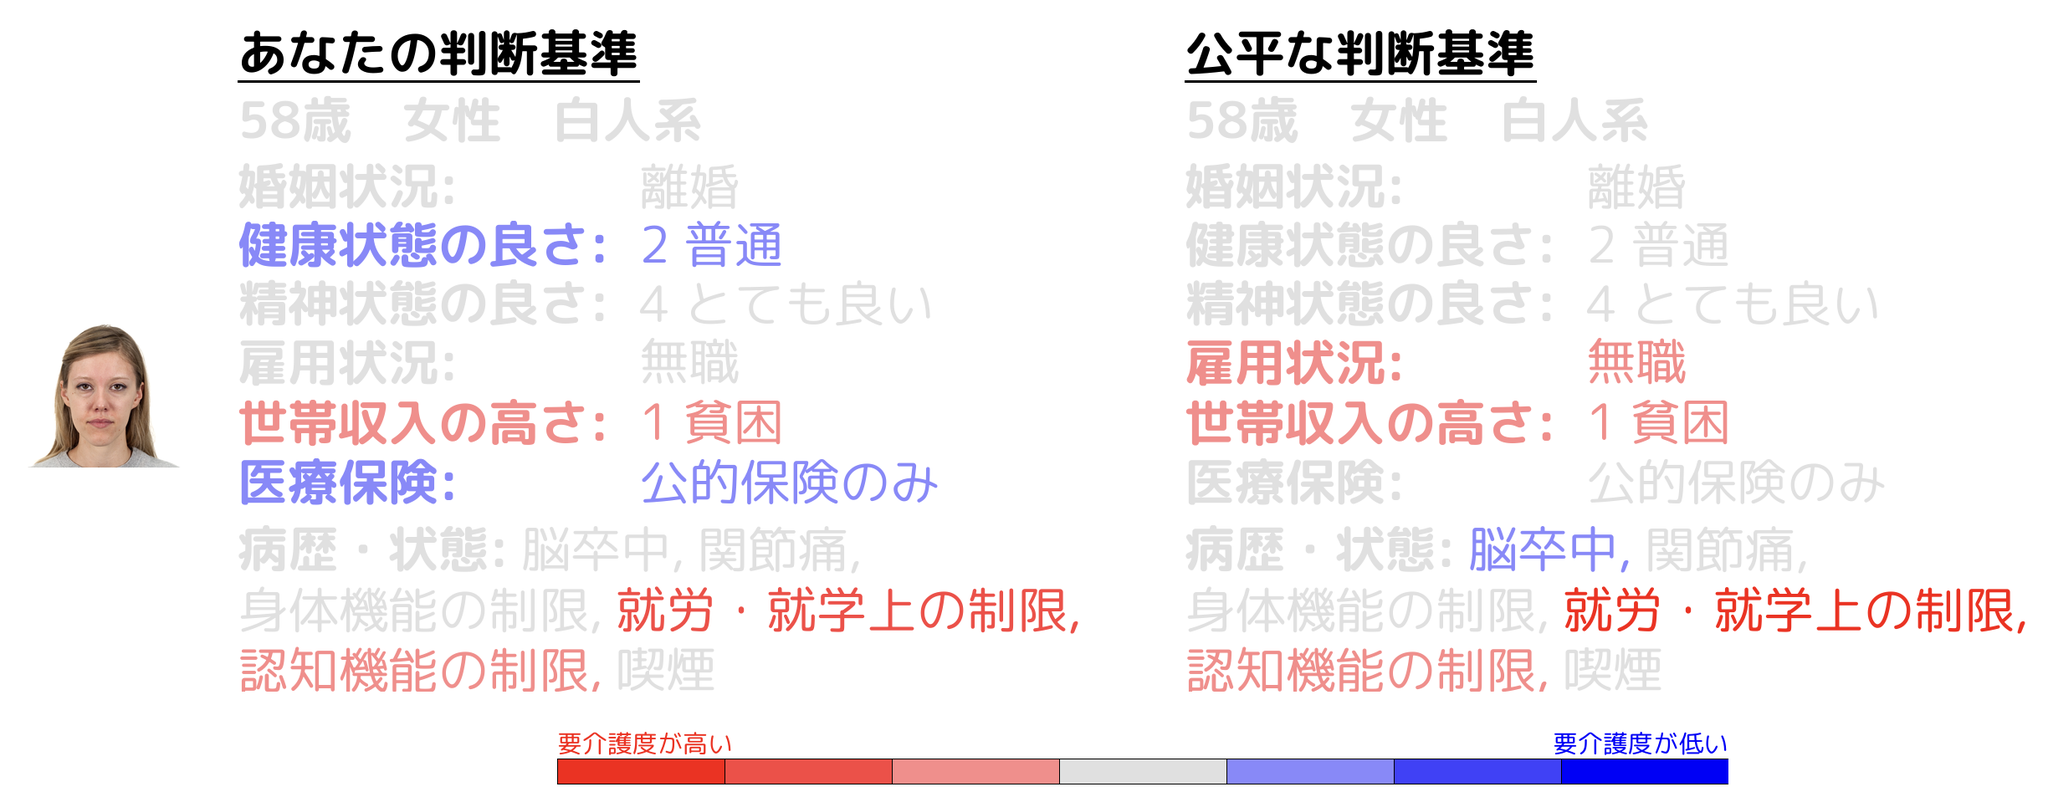 あなたの判断基準
58歳　女性　白人系
婚姻状況: 離婚
健康状態の良さ: 2 普通
精神状態の良さ: 4 とても良い
雇用状況: 無職
世帯収入の高さ: 1 貧困
医療保険: 公的保険のみ
病歴・状態: 脳卒中, 関節痛,
身体機能の制限, 就労・就学上の制限,
認知機能の制限, 喫煙
公平な判断基準
58歳　女性　白人系
婚姻状況: 離婚
健康状態の良さ: 2 普通
精神状態の良さ: 4 とても良い
雇用状況: 無職
世帯収入の高さ: 1 貧困
医療保険: 公的保険のみ
病歴・状態: 脳卒中, 関節痛,
身体機能の制限, 就労・就学上の制限,
認知機能の制限, 喫煙
要介護度が高い
要介護度が低い